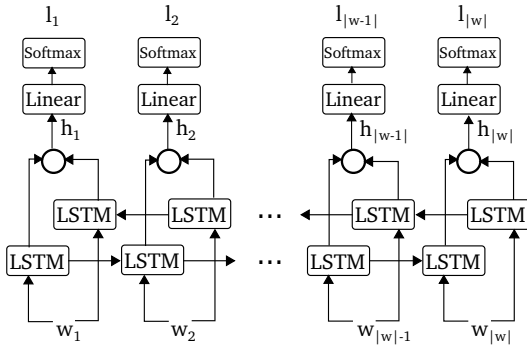 l₁ l₂ l|w-1| l|w|
Softmax Softmax Softmax Softmax
Linear Linear Linear Linear
h₁ h₂ h|w-1| h|w|
LSTM LSTM ... LSTM LSTM
LSTM LSTM ... LSTM LSTM
w₁ w₂ w|w|-1 w|w|